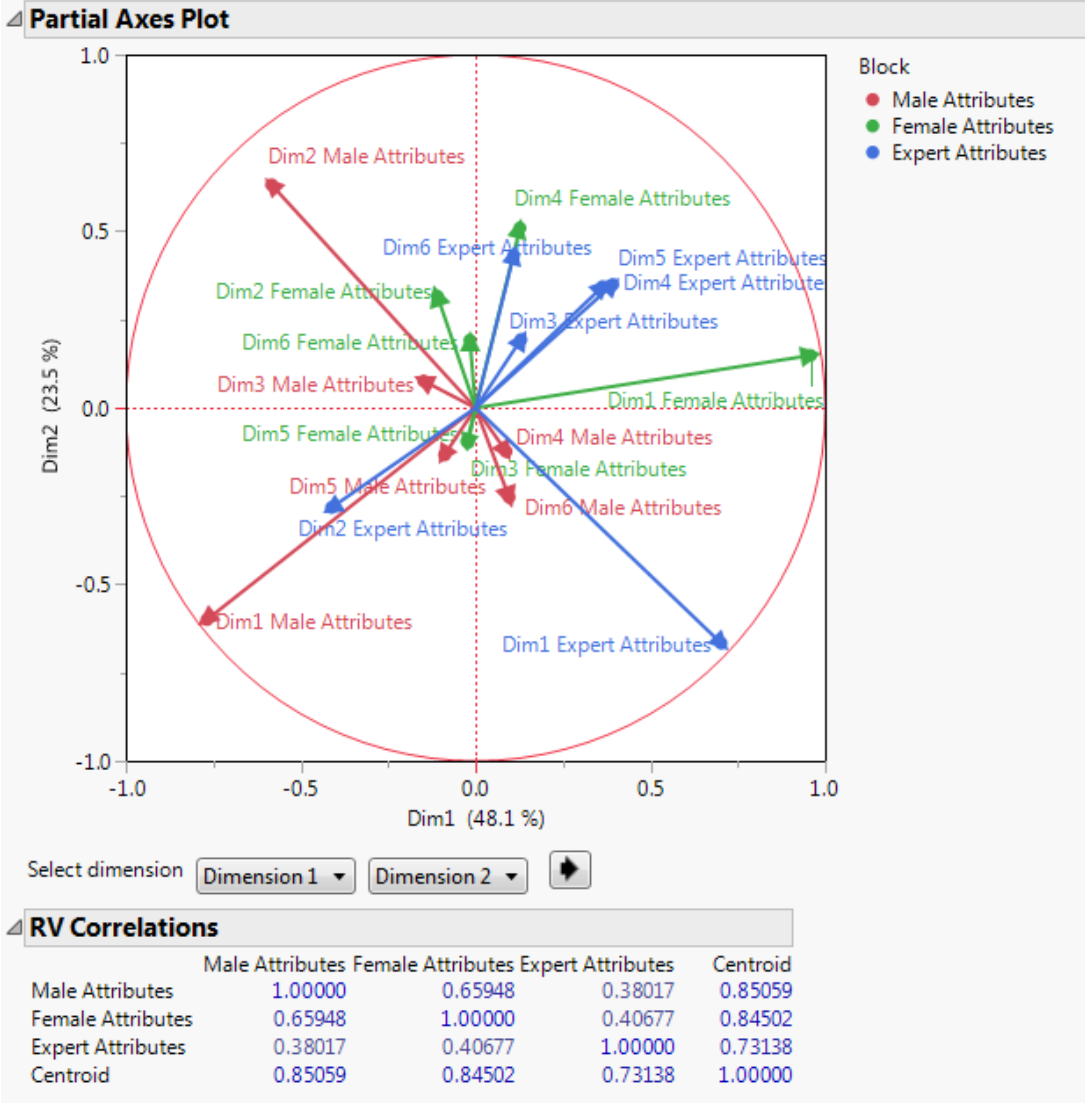 Partial Axes Plot
1.0
Block
Male Attributes
Female Attributes
Expert Attributes
Dim2 Male Attributes
Dim4 Female Attributes
0.5
Dim6 Expert Attributes
Dim5 Expert Attributes
Dim4 Expert Attribute
Dim2 Female Attributes
Dim3 Expert Attributes
Dim6 Female Attributes
Dim3 Male Attributes
Dim1 Female Attributes
0.0
Dim2 (23.5 %)
Dim5 Female Attributes
Dim4 Male Attributes
Dim3 Female Attributes
Dim5 Male Attributes
Dim6 Male Attributes
Dim2 Expert Attributes
-0.5
Dim1 Male Attributes
Dim1 Expert Attributes
-1.0
-1.0 -0.5 0.0 0.5 1.0
Dim1 (48.1 %)
Select dimension Dimension 1 Dimension 2
RV Correlations
Male Attributes Female Attributes Expert Attributes Centroid
Male Attributes 1.00000 0.65948 0.38017 0.85059
Female Attributes 0.65948 1.00000 0.40677 0.84502
Expert Attributes 0.38017 0.40677 1.00000 0.73138
Centroid 0.85059 0.84502 0.73138 1.00000